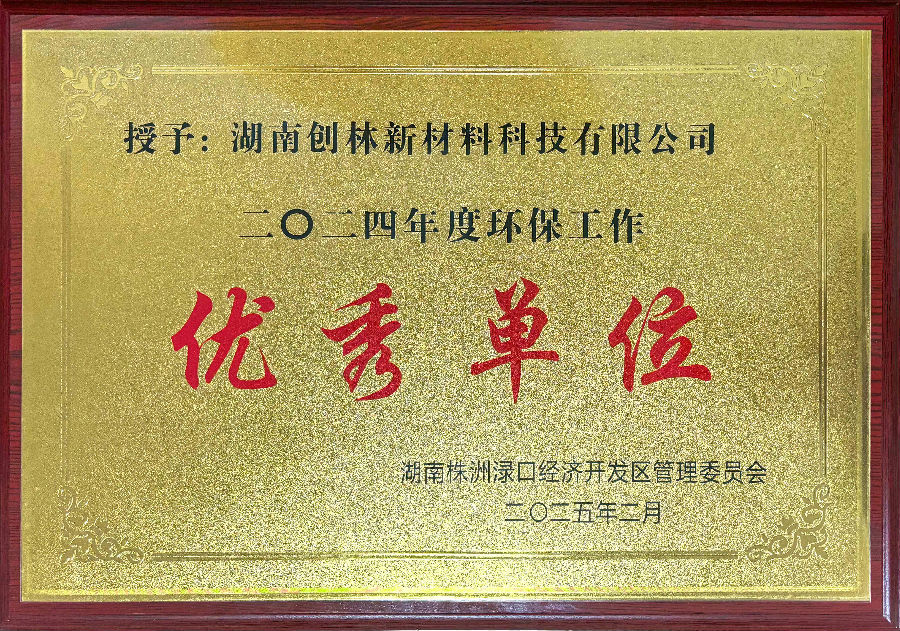 授予：湖南创林新材料科技有限公司
二〇二四年度环保工作
优秀单位
湖南株洲渌口经济开发区管理委员会
二〇二五年二月